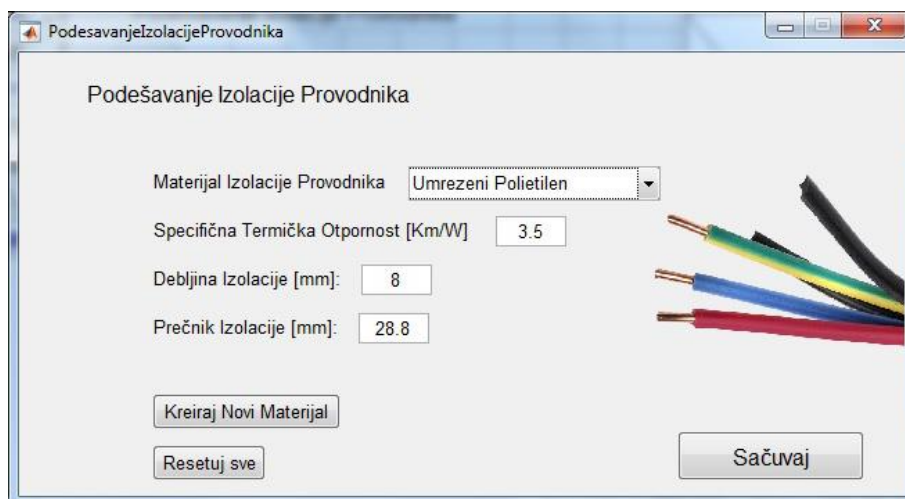 PodesavanjeIzolacijeProvodnika
Podešavanje Izolacije Provodnika
Materijal Izolacije Provodnika Umrezeni Polietilen
Specifična Termička Otpornost [Km/W] 3.5
Debljina Izolacije [mm]: 8
Prečnik Izolacije [mm]: 28.8
Kreiraj Novi Materijal
Resetuj sve
Sačuvaj